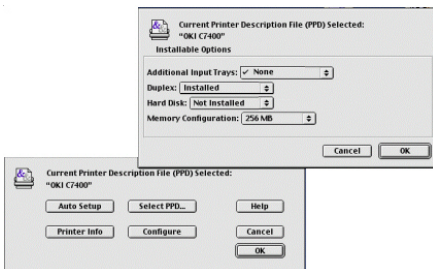 Current Printer Description File (PPD) Selected:
"OKI C7400"
Installable Options
Additional Input Trays: ✓ None
Duplex: Installed
Hard Disk: Not Installed
Memory Configuration: 256 MB
Cancel OK
Current Printer Description File (PPD) Selected:
"OKI C7400"
Auto Setup Select PPD... Help
Printer Info Configure Cancel
OK